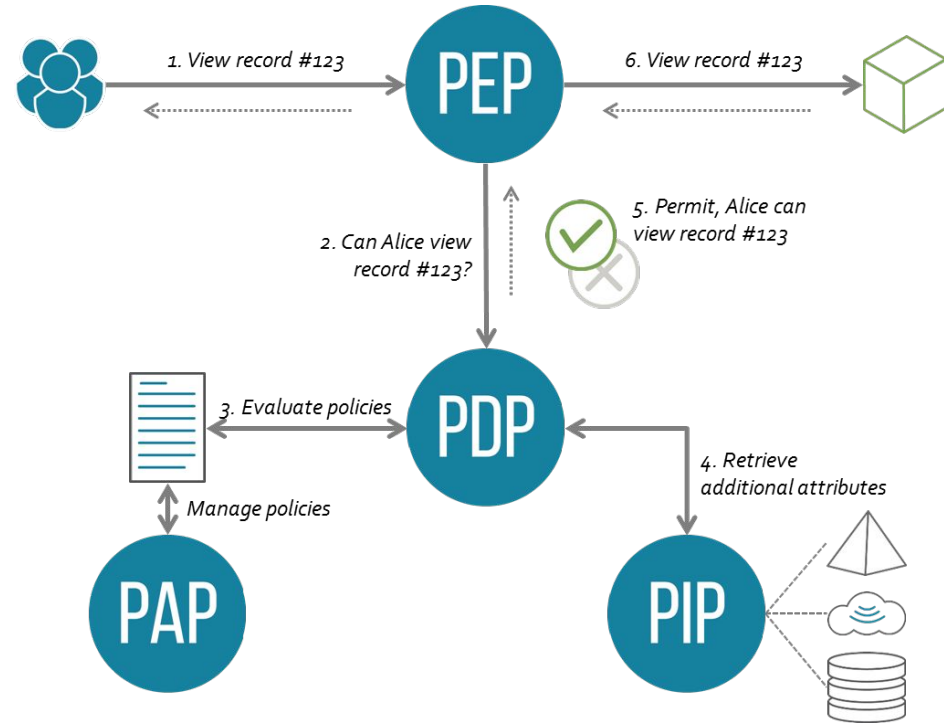 1. View record #123
6. View record #123
PEP
5. Permit, Alice can
view record #123
2. Can Alice view
record #123?
3. Evaluate policies
PDP
4. Retrieve
additional attributes
Manage policies
PAP
PIP